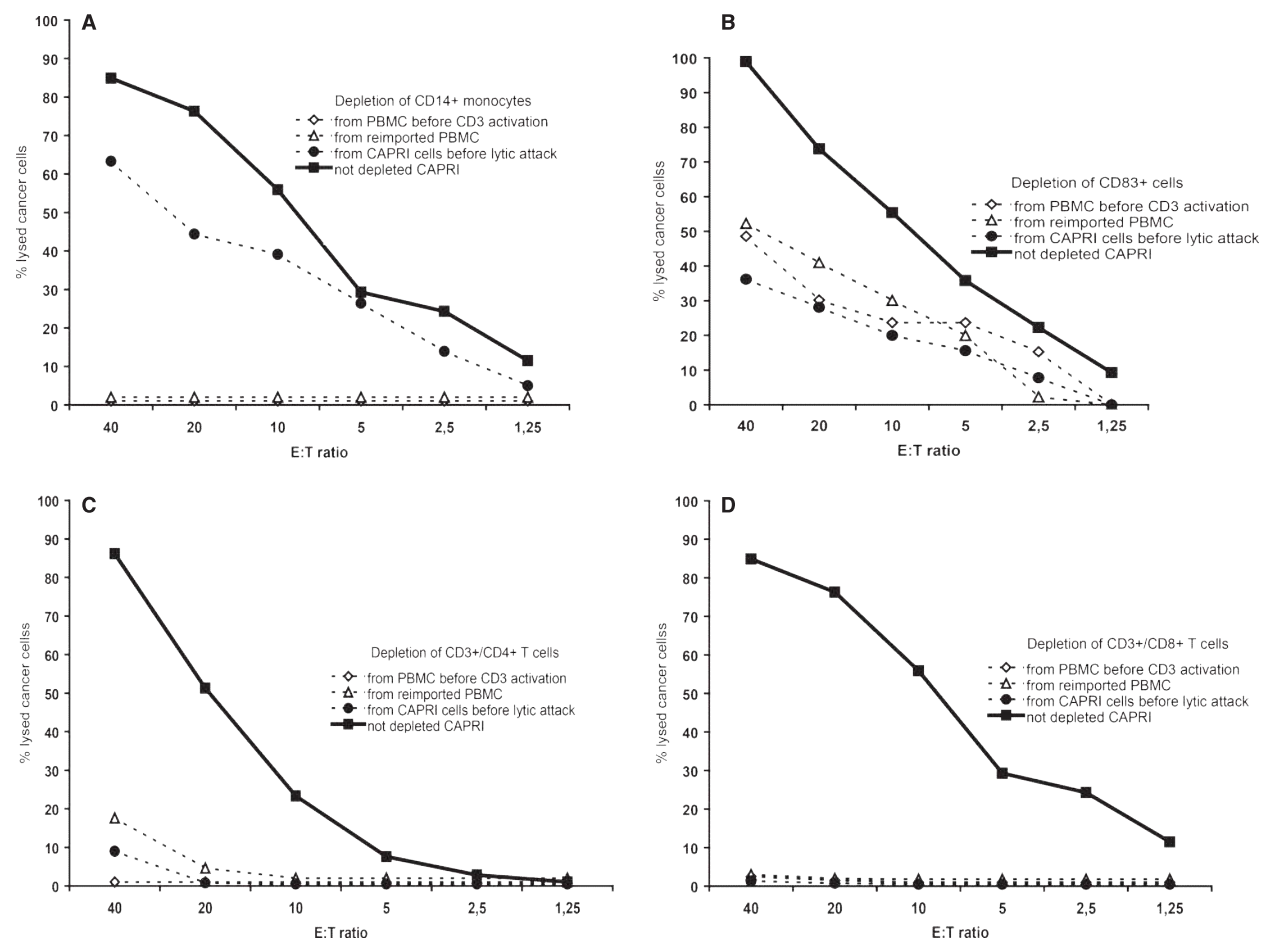 A
100
90
80
70
60
50
40
30
20
10
0
% lysed cancer cells
Depletion of CD14+ monocytes
from PBMC before CD3 activation
from reimported PBMC
from CAPRI cells before lytic attack
not depleted CAPRI
40 20 10 5 2,5 1,25
E:T ratio
B
100
90
80
70
60
50
40
30
20
10
0
% lysed cancer cellss
Depletion of CD83+ cells
from PBMC before CD3 activation
from reimported PBMC
from CAPRI cells before lytic attack
not depleted CAPRI
40 20 10 5 2,5 1,25
E:T ratio
C
100
90
80
70
60
50
40
30
20
10
0
% lysed cancer cellss
Depletion of CD3+/CD4+ T cells
from PBMC before CD3 activation
from reimported PBMC
from CAPRI cells before lytic attack
not depleted CAPRI
40 20 10 5 2,5 1,25
E:T ratio
D
100
90
80
70
60
50
40
30
20
10
0
% lysed cancer cellss
Depletion of CD3+/CD8+ T cells
from PBMC before CD3 activation
from reimported PBMC
from CAPRI cells before lytic attack
not depleted CAPRI
40 20 10 5 2,5 1,25
E:T ratio